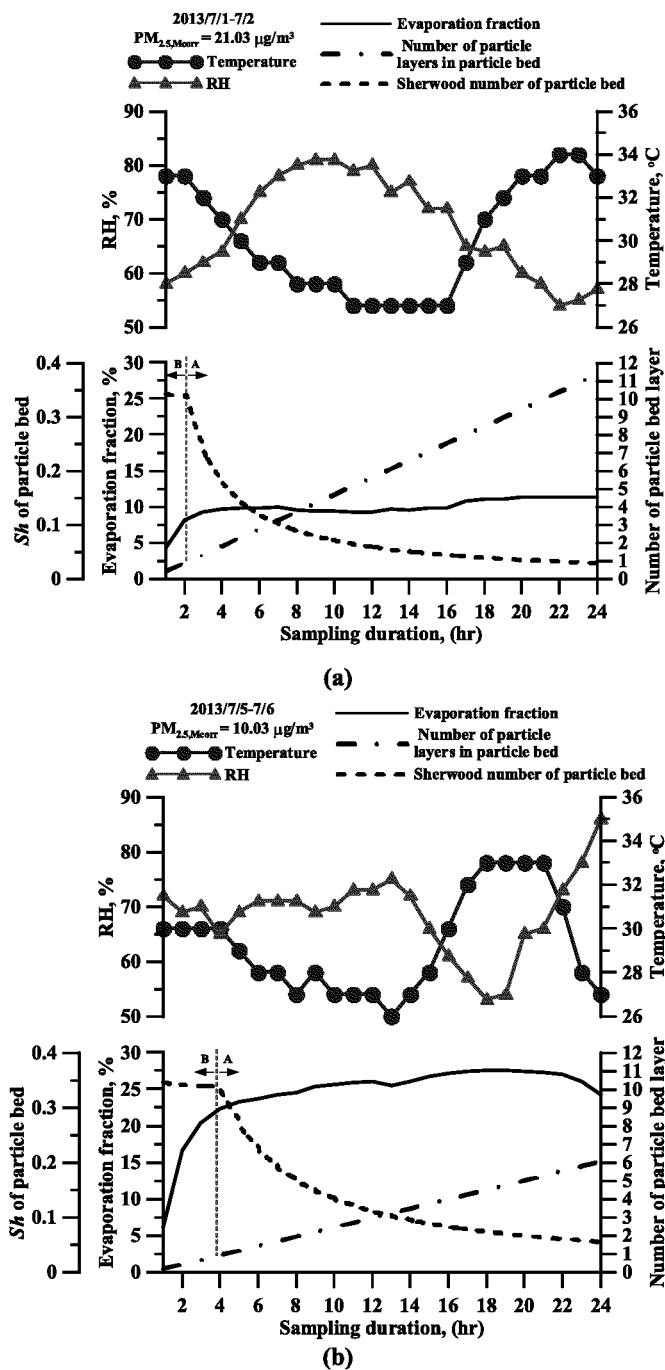 2013/7/1-7/2
PM2.5,Mcorr = 21.03 μg/m³
Temperature
RH
Evaporation fraction
Number of particle
layers in particle bed
Sherwood number of particle bed
90
80
70
60
50
RH, %
36
34
32
30
28
26
Temperature, °C
0.4
0.3
0.2
0.1
0
Sh of particle bed
30
25
20
15
10
5
0
Evaporation fraction, %
B A
12
11
10
9
8
7
6
5
4
3
2
1
0
Number of particle bed layer
2 4 6 8 10 12 14 16 18 20 22 24
Sampling duration, (hr)
(a)
2013/7/5-7/6
PM2.5,Mcorr = 10.03 μg/m³
Temperature
RH
Evaporation fraction
Number of particle
layers in particle bed
Sherwood number of particle bed
90
80
70
60
50
RH, %
36
34
32
30
28
26
Temperature, °C
0.4
0.3
0.2
0.1
0
Sh of particle bed
30
25
20
15
10
5
0
Evaporation fraction, %
B A
12
11
10
9
8
7
6
5
4
3
2
1
0
Number of particle bed layer
2 4 6 8 10 12 14 16 18 20 22 24
Sampling duration, (hr)
(b)